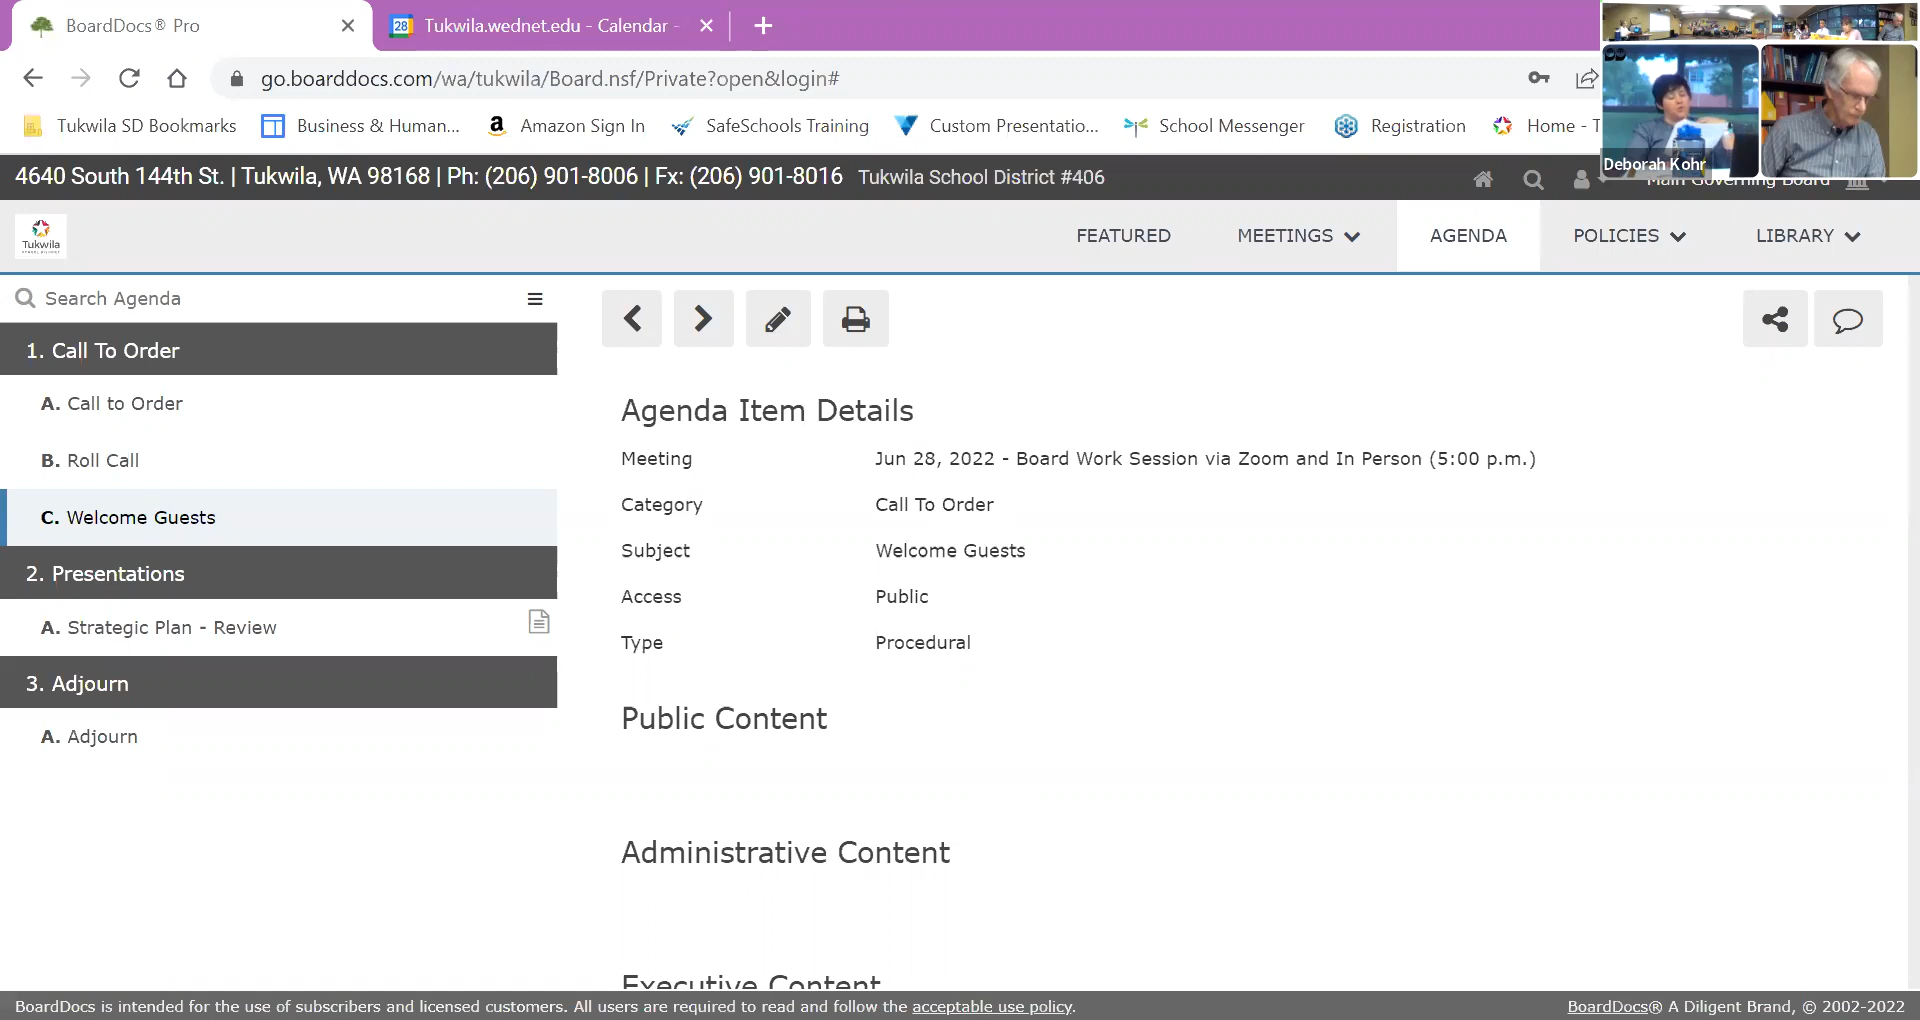 BoardDocs® Pro
Tukwila.wednet.edu - Calendar -
go.boarddocs.com/wa/tukwila/Board.nsf/Private?open&login#
Tukwila SD Bookmarks
Business & Human...
Amazon Sign In
SafeSchools Training
Custom Presentatio...
School Messenger
Registration
Home - T
Deborah Kohr
4640 South 144th St. | Tukwila, WA 98168 | Ph: (206) 901-8006 | Fx: (206) 901-8016 Tukwila School District #406
Main Governing Board
Tukwila
FEATURED MEETINGS AGENDA POLICIES LIBRARY
Search Agenda
1. Call To Order
A. Call to Order
B. Roll Call
C. Welcome Guests
2. Presentations
A. Strategic Plan - Review
3. Adjourn
A. Adjourn
Agenda Item Details
Meeting Jun 28, 2022 - Board Work Session via Zoom and In Person (5:00 p.m.)
Category Call To Order
Subject Welcome Guests
Access Public
Type Procedural
Public Content
Administrative Content
Executive Content
BoardDocs is intended for the use of subscribers and licensed customers. All users are required to read and follow the acceptable use policy.
BoardDocs® A Diligent Brand, © 2002-2022